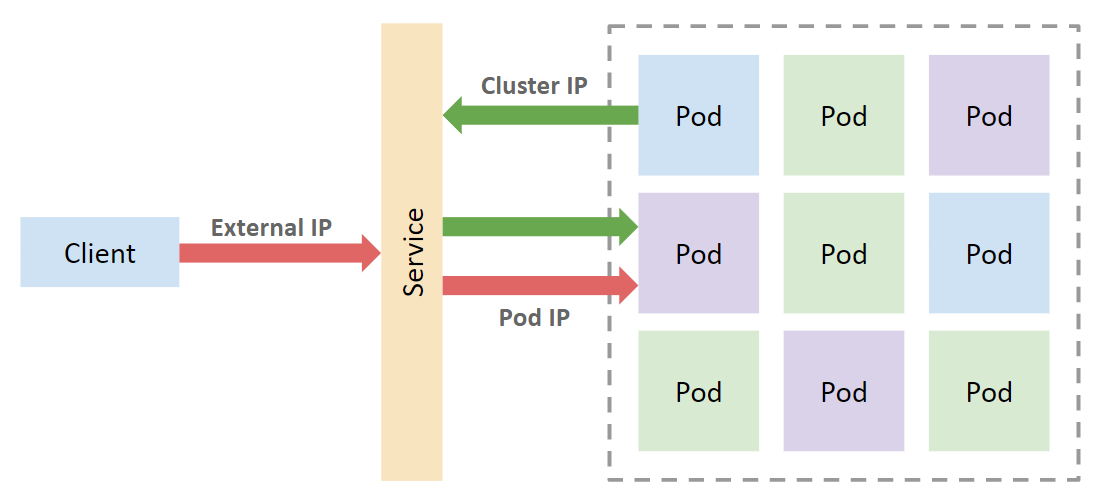 Cluster IP
Pod
Pod
Pod
External IP
Client
Service
Pod
Pod
Pod
Pod IP
Pod
Pod
Pod